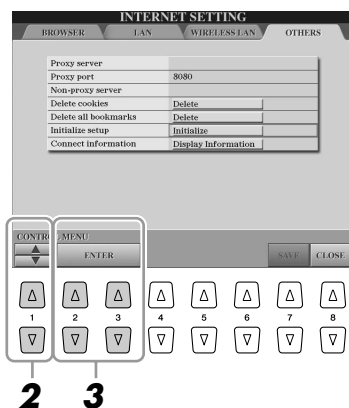 INTERNET SETTING
BROWSER LAN WIRELESS LAN OTHERS
Proxy server
Proxy port 8080
Non-proxy server
Delete cookies Delete
Delete all bookmarks Delete
Initialize setup Initialize
Connect information Display Information
CONTROL MENU
ENTER SAVE CLOSE
1 2 3 4 5 6 7 8
2 3